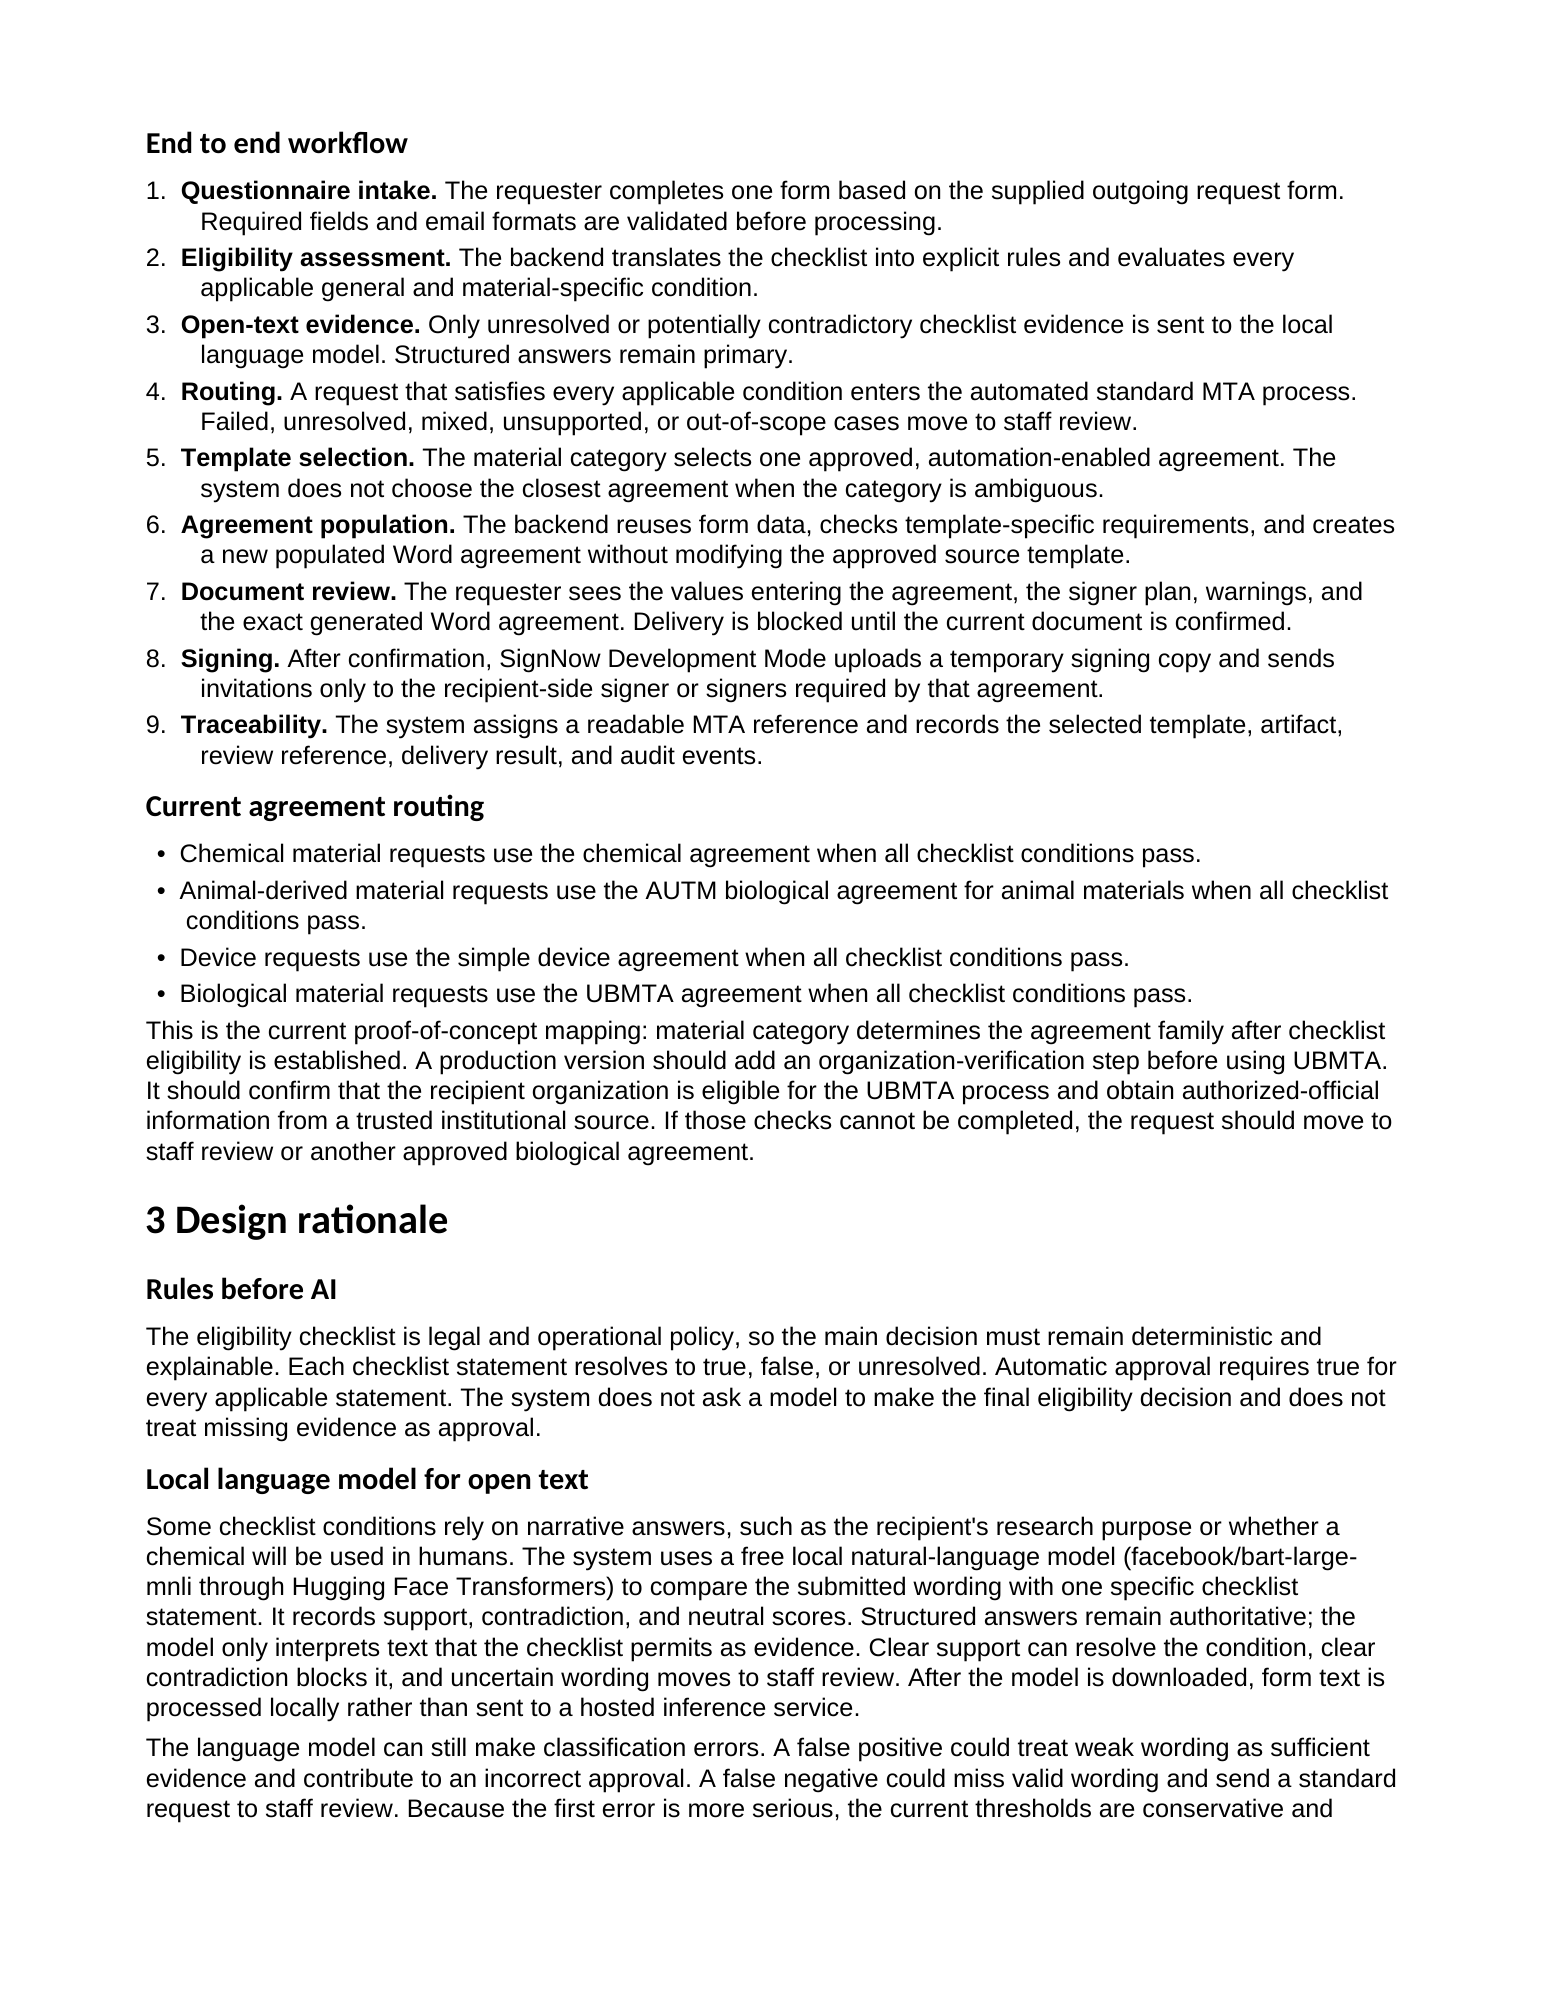 End to end workflow
1. Questionnaire intake. The requester completes one form based on the supplied outgoing request form.
Required fields and email formats are validated before processing.
2. Eligibility assessment. The backend translates the checklist into explicit rules and evaluates every
applicable general and material-specific condition.
3. Open-text evidence. Only unresolved or potentially contradictory checklist evidence is sent to the local
language model. Structured answers remain primary.
4. Routing. A request that satisfies every applicable condition enters the automated standard MTA process.
Failed, unresolved, mixed, unsupported, or out-of-scope cases move to staff review.
5. Template selection. The material category selects one approved, automation-enabled agreement. The
system does not choose the closest agreement when the category is ambiguous.
6. Agreement population. The backend reuses form data, checks template-specific requirements, and creates
a new populated Word agreement without modifying the approved source template.
7. Document review. The requester sees the values entering the agreement, the signer plan, warnings, and
the exact generated Word agreement. Delivery is blocked until the current document is confirmed.
8. Signing. After confirmation, SignNow Development Mode uploads a temporary signing copy and sends
invitations only to the recipient-side signer or signers required by that agreement.
9. Traceability. The system assigns a readable MTA reference and records the selected template, artifact,
review reference, delivery result, and audit events.
Current agreement routing
• Chemical material requests use the chemical agreement when all checklist conditions pass.
• Animal-derived material requests use the AUTM biological agreement for animal materials when all checklist
conditions pass.
• Device requests use the simple device agreement when all checklist conditions pass.
• Biological material requests use the UBMTA agreement when all checklist conditions pass.
This is the current proof-of-concept mapping: material category determines the agreement family after checklist
eligibility is established. A production version should add an organization-verification step before using UBMTA.
It should confirm that the recipient organization is eligible for the UBMTA process and obtain authorized-official
information from a trusted institutional source. If those checks cannot be completed, the request should move to
staff review or another approved biological agreement.
3 Design rationale
Rules before AI
The eligibility checklist is legal and operational policy, so the main decision must remain deterministic and
explainable. Each checklist statement resolves to true, false, or unresolved. Automatic approval requires true for
every applicable statement. The system does not ask a model to make the final eligibility decision and does not
treat missing evidence as approval.
Local language model for open text
Some checklist conditions rely on narrative answers, such as the recipient's research purpose or whether a
chemical will be used in humans. The system uses a free local natural-language model (facebook/bart-large-
mnli through Hugging Face Transformers) to compare the submitted wording with one specific checklist
statement. It records support, contradiction, and neutral scores. Structured answers remain authoritative; the
model only interprets text that the checklist permits as evidence. Clear support can resolve the condition, clear
contradiction blocks it, and uncertain wording moves to staff review. After the model is downloaded, form text is
processed locally rather than sent to a hosted inference service.
The language model can still make classification errors. A false positive could treat weak wording as sufficient
evidence and contribute to an incorrect approval. A false negative could miss valid wording and send a standard
request to staff review. Because the first error is more serious, the current thresholds are conservative and